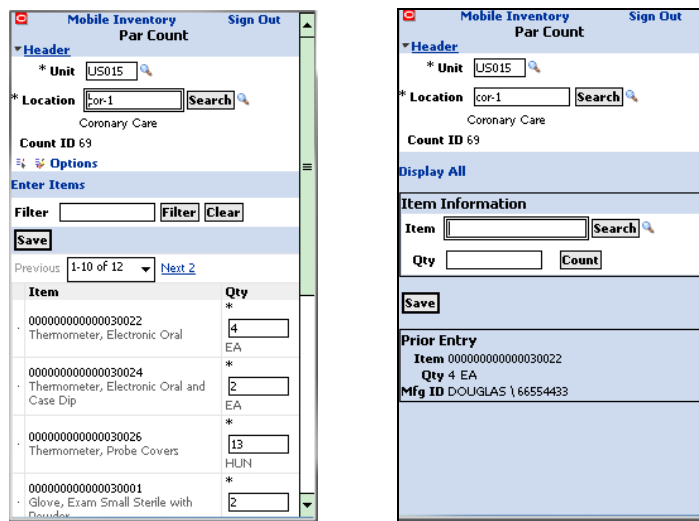 Mobile Inventory Sign Out
Par Count
Header
* Unit US015
* Location cor-1 Search
Coronary Care
Count ID 69
Options
Enter Items
Filter Filter Clear
Save
Previous 1-10 of 12 Next 2
Item Qty
*
000000000000030022 4
Thermometer, Electronic Oral
EA
*
000000000000030024
Thermometer, Electronic Oral and 2
Case Dip
EA
*
000000000000030026 13
Thermometer, Probe Covers
HUN
*
000000000000030001
Glove, Exam Small Sterile with 2
Powder
Mobile Inventory Sign Out
Par Count
Header
* Unit US015
* Location cor-1 Search
Coronary Care
Count ID 69
Display All
Item Information
Item Search
Qty Count
Save
Prior Entry
Item 000000000000030022
Qty 4 EA
Mfg ID DOUGLAS \ 66554433